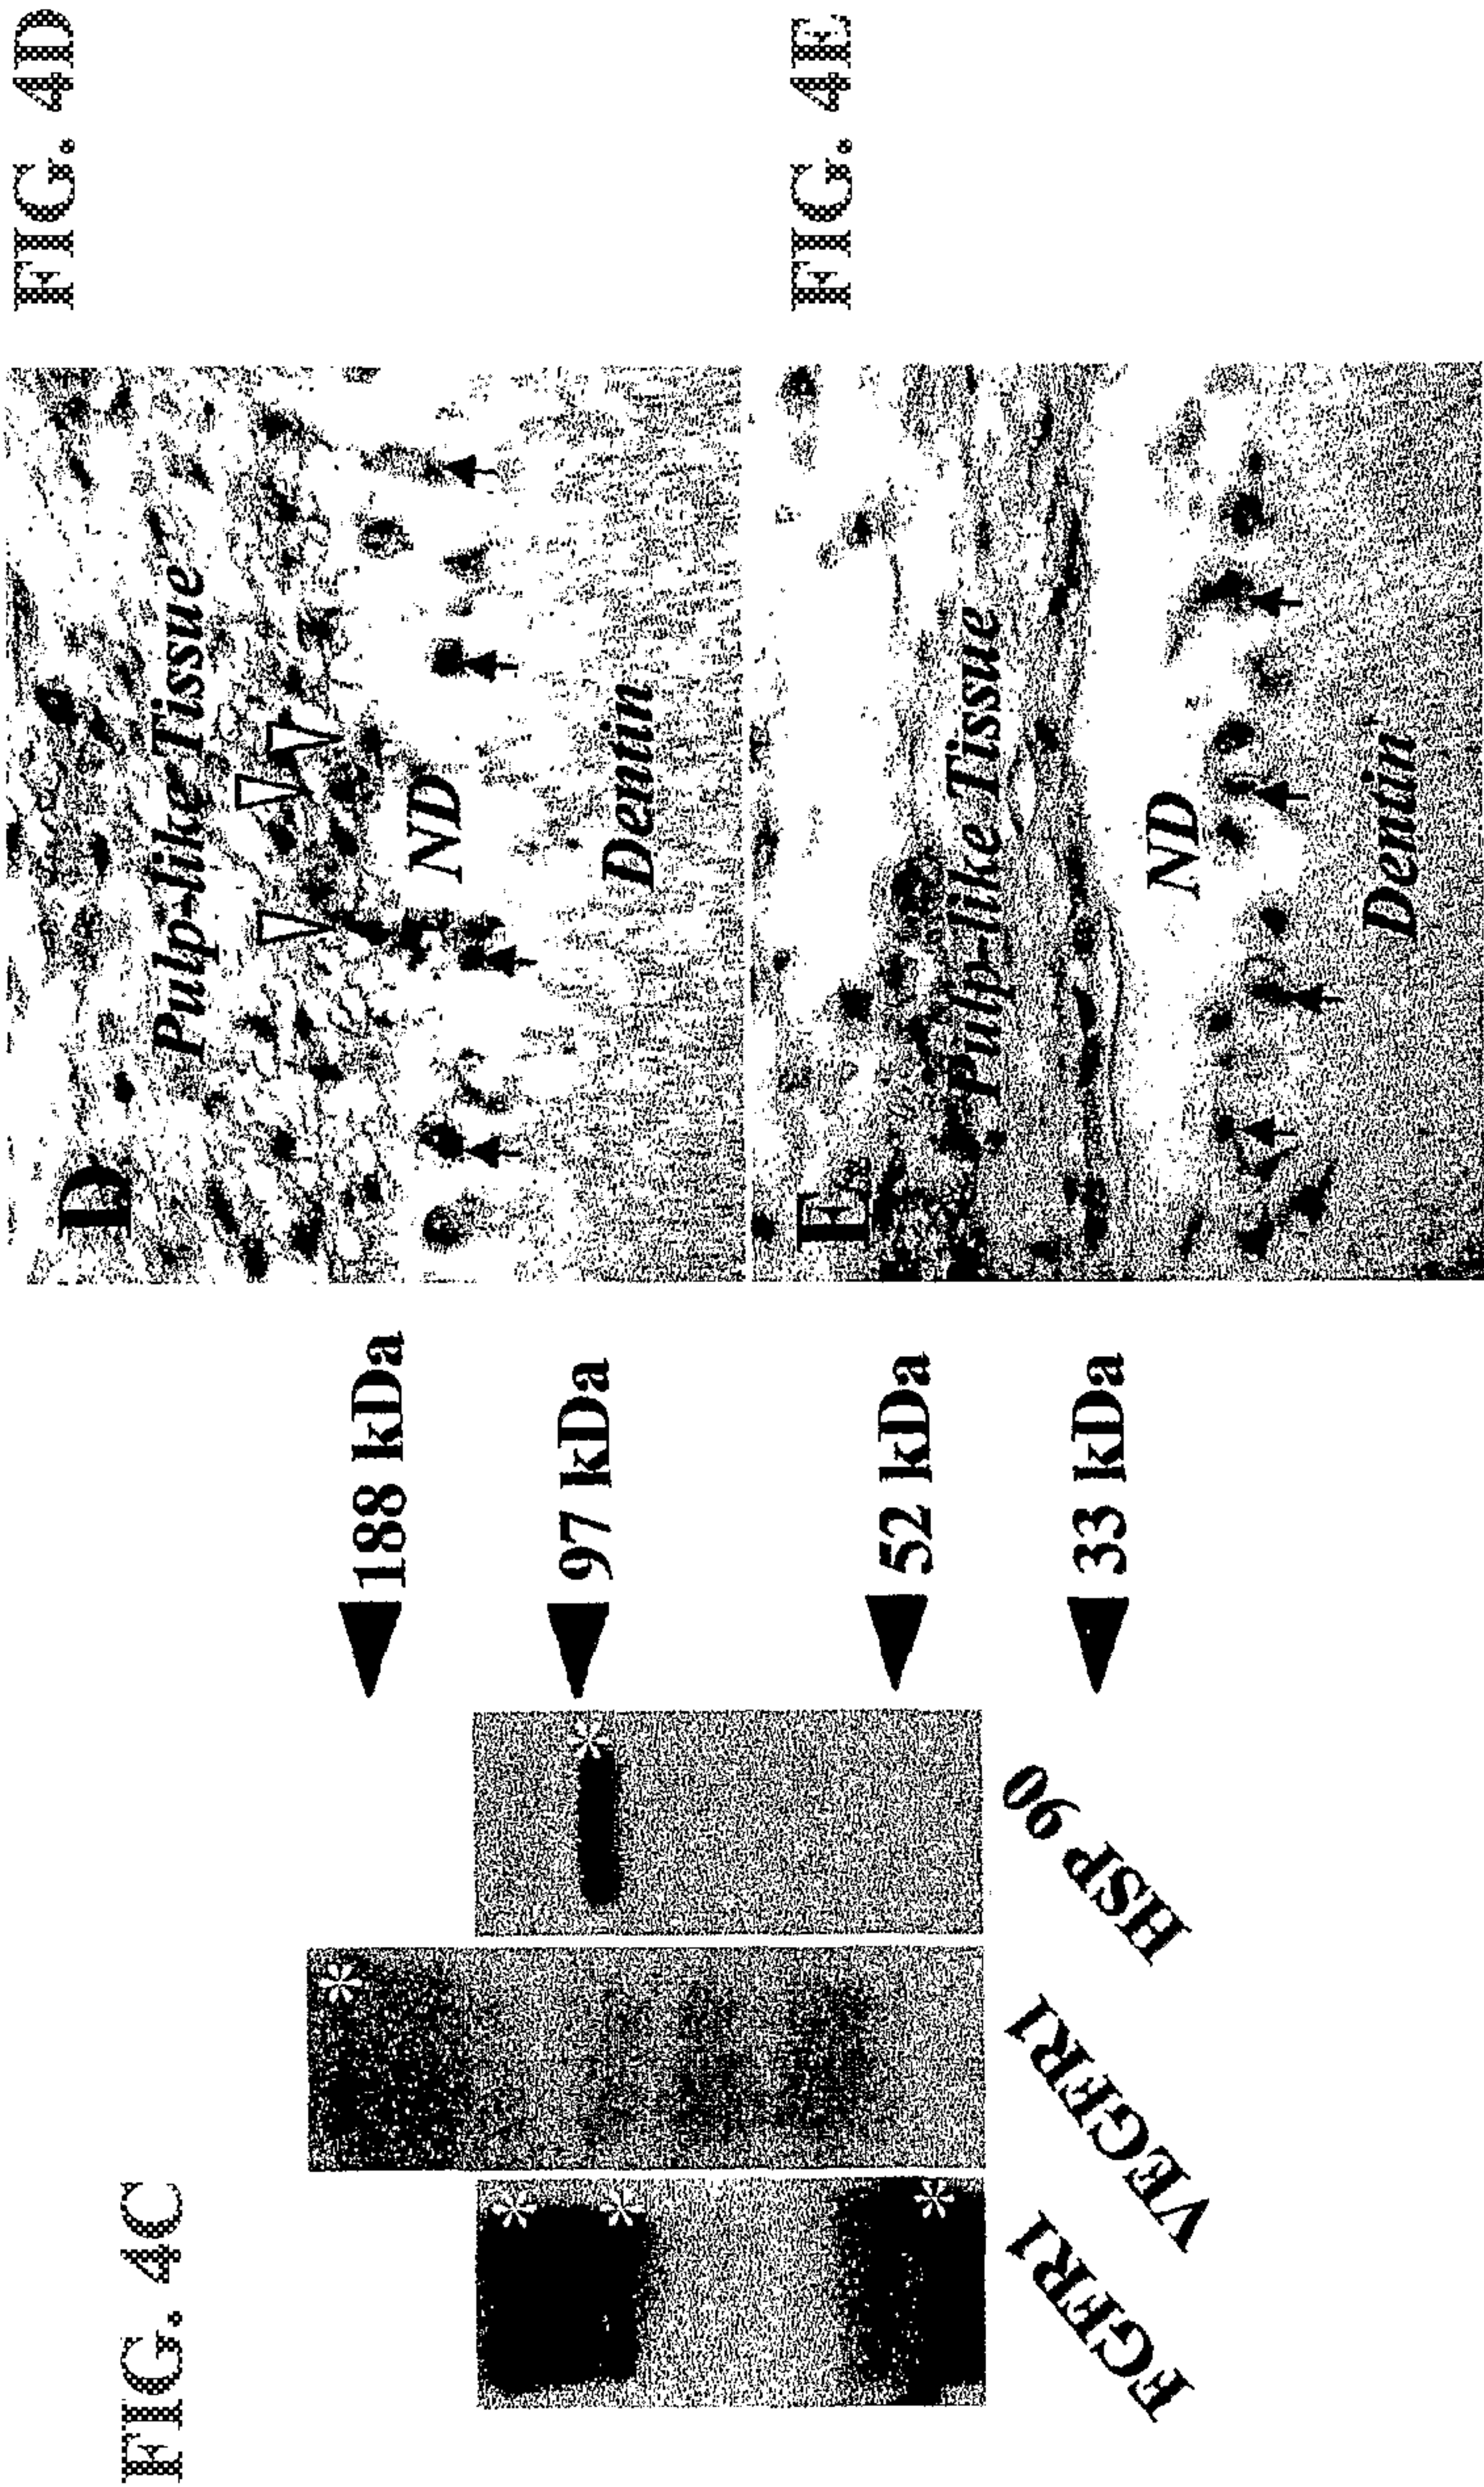 FIG. 4C
188 kDa
97 kDa
52 kDa
33 kDa
*
*
*
*
*
FGFR1
VEGFR1
HSP 90
FIG. 4D
D
Pulp-like Tissue
ND
Dentin
FIG. 4E
E
Pulp-like Tissue
ND
Dentin